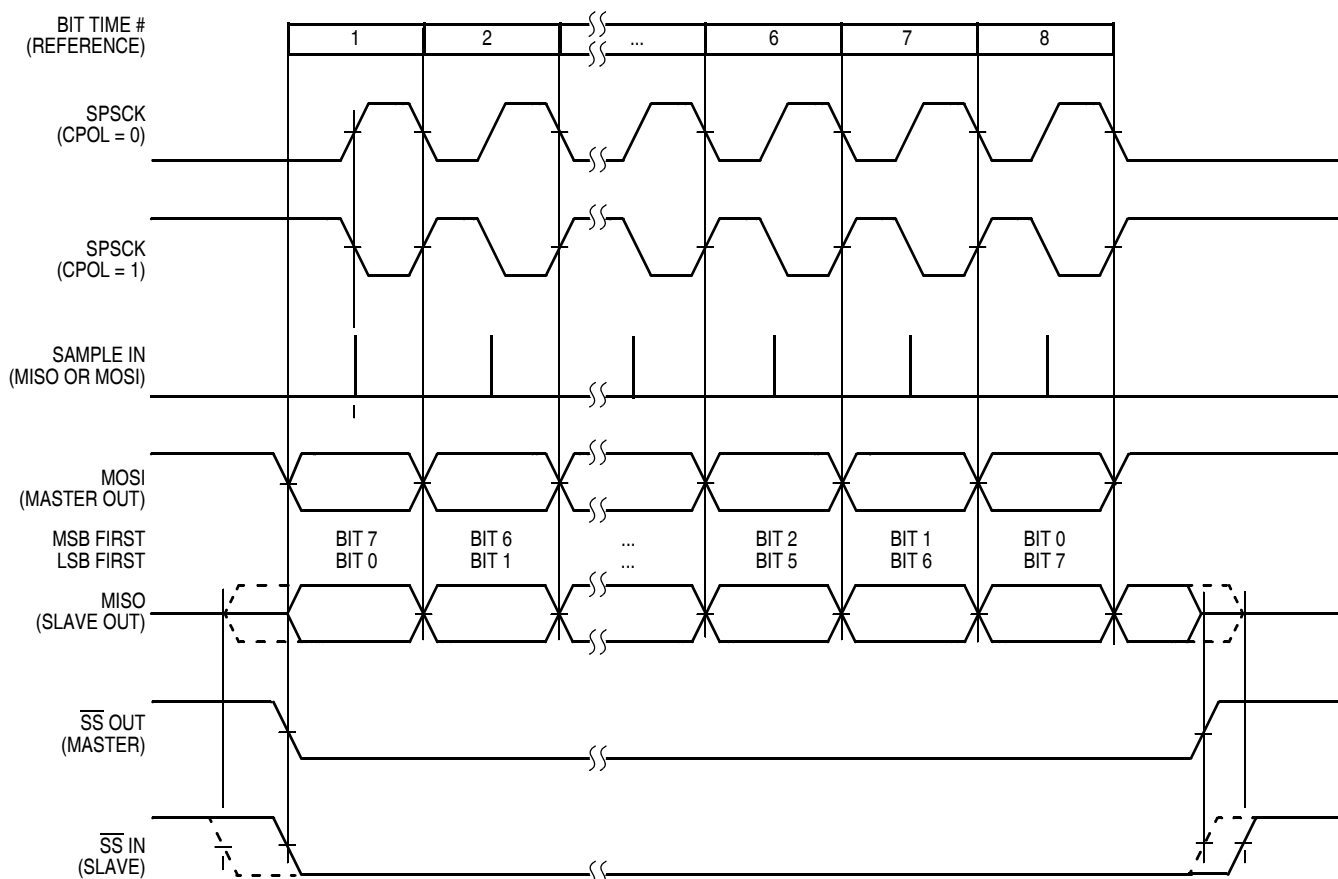 BIT TIME #
(REFERENCE)
1 2 ... 6 7 8
SPSCK
(CPOL = 0)
SPSCK
(CPOL = 1)
SAMPLE IN
(MISO OR MOSI)
MOSI
(MASTER OUT)
MSB FIRST BIT 7 BIT 6 ... BIT 2 BIT 1 BIT 0
LSB FIRST BIT 0 BIT 1 ... BIT 5 BIT 6 BIT 7
MISO
(SLAVE OUT)
S̅S̅ OUT
(MASTER)
S̅S̅ IN
(SLAVE)